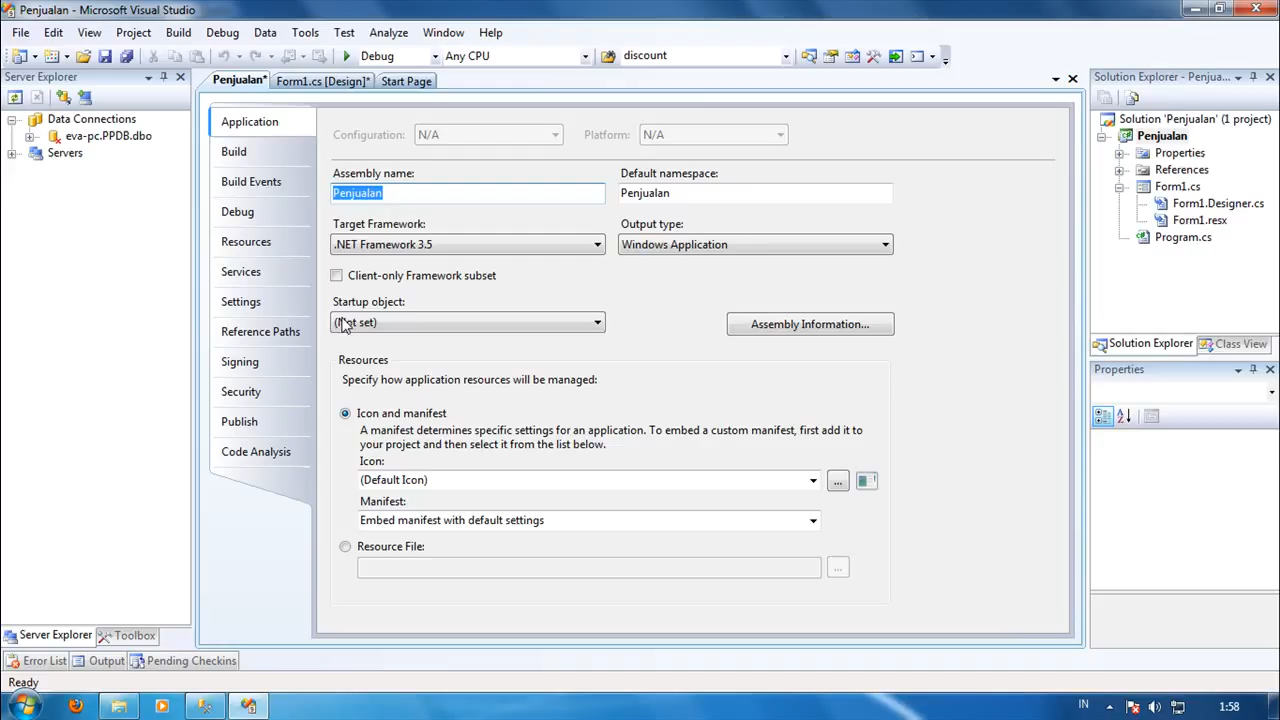 Penjualan - Microsoft Visual Studio
File Edit View Project Build Debug Data Tools Test Analyze Window Help
Debug Any CPU discount
Server Explorer
Data Connections
eva-pc.PPDB.dbo
Servers
Server Explorer Toolbox
Penjualan* Form1.cs [Design]* Start Page
Application
Build
Build Events
Debug
Resources
Services
Settings
Reference Paths
Signing
Security
Publish
Code Analysis
Configuration: N/A Platform: N/A
Assembly name: Default namespace:
Penjualan Penjualan
Target Framework: Output type:
.NET Framework 3.5 Windows Application
Client-only Framework subset
Startup object:
(Not set) Assembly Information...
Resources
Specify how application resources will be managed:
Icon and manifest
A manifest determines specific settings for an application. To embed a custom manifest, first add it to
your project and then select it from the list below.
Icon:
(Default Icon) ...
Manifest:
Embed manifest with default settings
Resource File:
...
Solution Explorer - Penjua...
Solution 'Penjualan' (1 project)
Penjualan
Properties
References
Form1.cs
Form1.Designer.cs
Form1.resx
Program.cs
Solution Explorer Class View
Properties
Error List Output Pending Checkins
Ready
IN 1:58